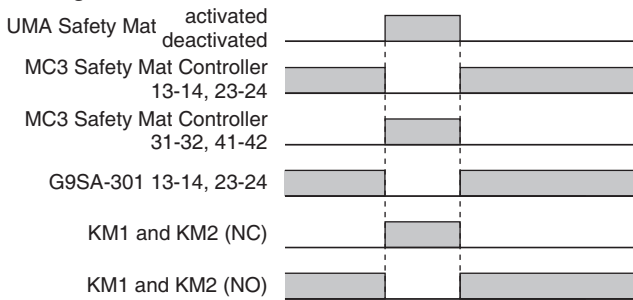 UMA Safety Mat activated
deactivated
MC3 Safety Mat Controller
13-14, 23-24
MC3 Safety Mat Controller
31-32, 41-42
G9SA-301 13-14, 23-24
KM1 and KM2 (NC)
KM1 and KM2 (NO)